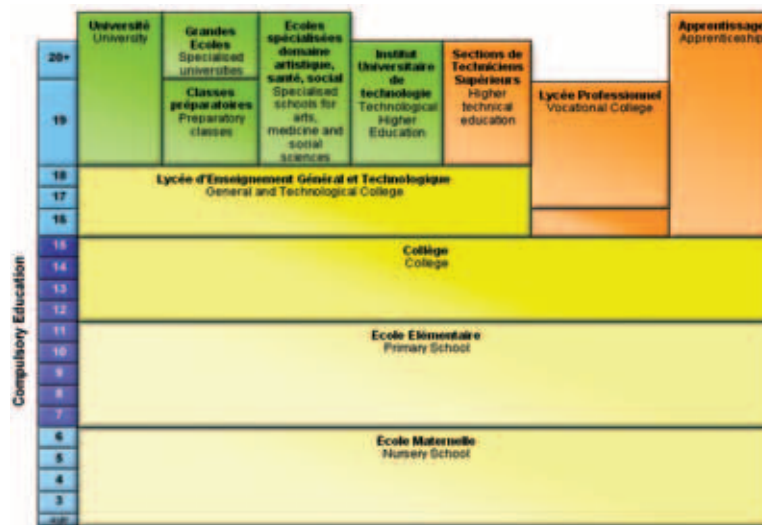 Université
University
Grandes
Ecoles
Specialised
universities
Classes
préparatoires
Preparatory
classes
Ecoles
spécialisées
domaine
artistique,
santé, social
Specialised
schools for
arts,
medicine and
social
sciences
Institut
Universitaire
de
technologie
Technological
Higher
Education
Sections de
Techniciens
Supérieurs
Higher
technical
education
Lycée Professionnel
Vocational College
Apprentissage
Apprenticeship
20+
19
18
17
16
Lycée d'Enseignement Général et Technologique
General and Technological College
Compulsory Education
15
14
13
12
Collège
College
11
10
9
8
7
Ecole Elémentaire
Primary School
6
5
4
3
École Maternelle
Nursery School